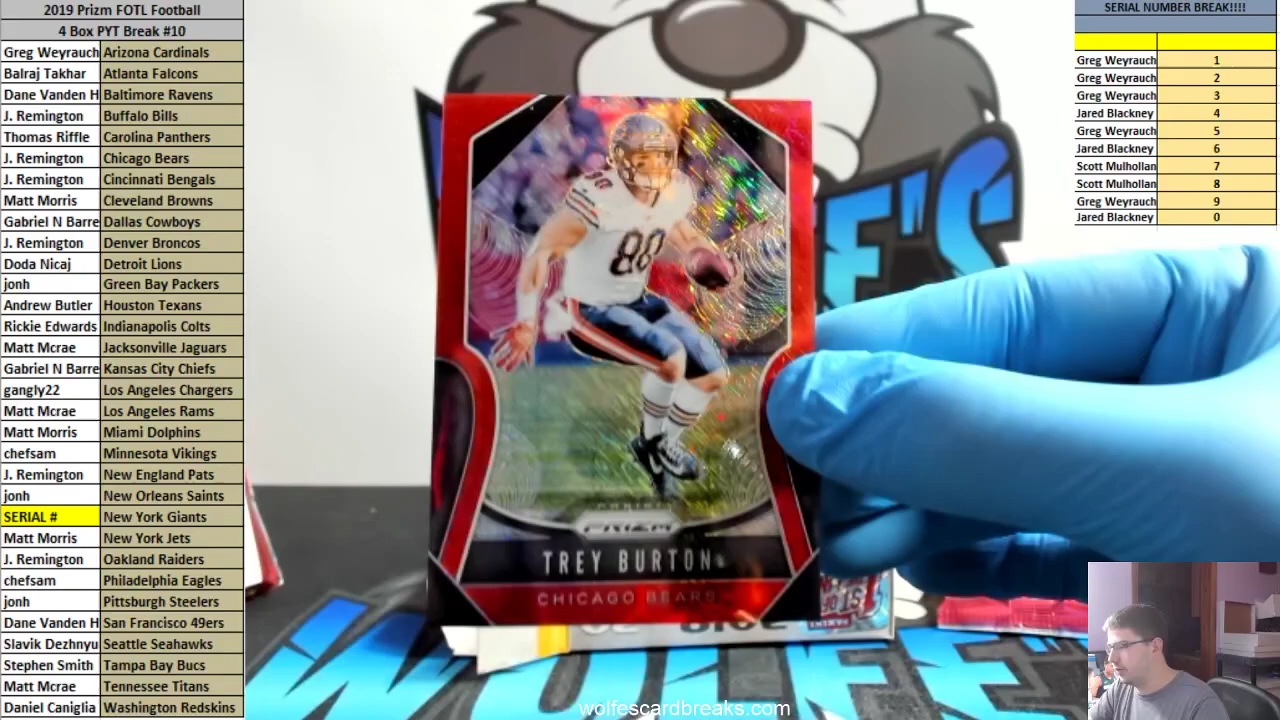 2019 Prizm FOTL Football
4 Box PYT Break #10
Greg Weyrauch Arizona Cardinals
Balraj Takhar Atlanta Falcons
Dane Vanden H Baltimore Ravens
J. Remington Buffalo Bills
Thomas Riffle Carolina Panthers
J. Remington Chicago Bears
J. Remington Cincinnati Bengals
Matt Morris Cleveland Browns
Gabriel N Barre Dallas Cowboys
J. Remington Denver Broncos
Doda Nicaj Detroit Lions
jonh Green Bay Packers
Andrew Butler Houston Texans
Rickie Edwards Indianapolis Colts
Matt Mcrae Jacksonville Jaguars
Gabriel N Barre Kansas City Chiefs
gangly22 Los Angeles Chargers
Matt Mcrae Los Angeles Rams
Matt Morris Miami Dolphins
chefsam Minnesota Vikings
J. Remington New England Pats
jonh New Orleans Saints
SERIAL # New York Giants
Matt Morris New York Jets
J. Remington Oakland Raiders
chefsam Philadelphia Eagles
jonh Pittsburgh Steelers
Dane Vanden H San Francisco 49ers
Slavik Dezhnyu Seattle Seahawks
Stephen Smith Tampa Bay Bucs
Matt Mcrae Tennessee Titans
Daniel Caniglia Washington Redskins
80
88
PANINI
PRIZM
TREY BURTON
CHICAGO BEARS
WOLFE'
wolfescardbreaks.com
SERIAL NUMBER BREAK!!!!
Greg Weyrauch 1
Greg Weyrauch 2
Greg Weyrauch 3
Jared Blackney 4
Greg Weyrauch 5
Jared Blackney 6
Scott Mulhollan 7
Scott Mulhollan 8
Greg Weyrauch 9
Jared Blackney 0